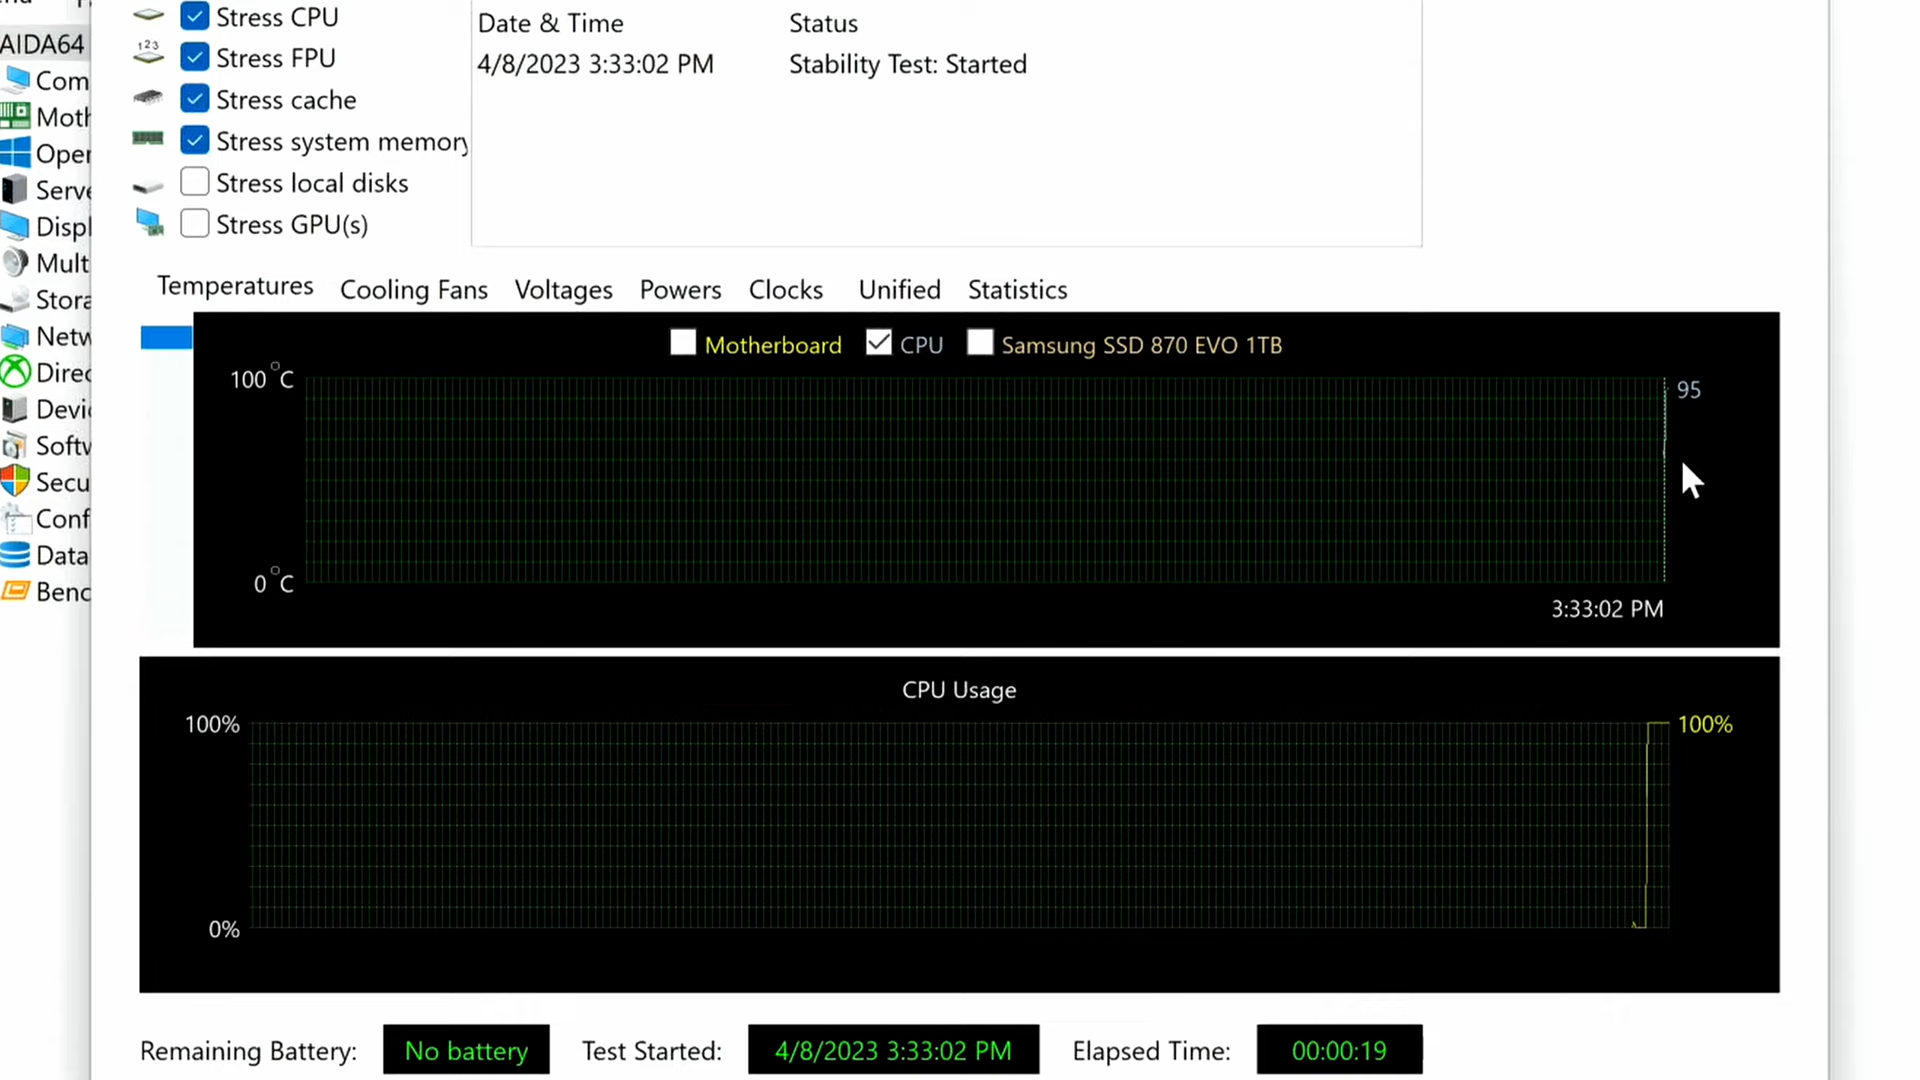 AIDA64
Com
Moth
Oper
Serve
Displ
Mult
Stora
Netw
Direc
Devi
Softw
Secu
Conf
Data
Benc
Stress CPU
123
Stress FPU
Stress cache
Stress system memory
Stress local disks
Stress GPU(s)
Date & Time Status
4/8/2023 3:33:02 PM Stability Test: Started
Temperatures Cooling Fans Voltages Powers Clocks Unified Statistics
Motherboard CPU Samsung SSD 870 EVO 1TB
100 °C 95
0 °C
3:33:02 PM
CPU Usage
100% 100%
0%
Remaining Battery: No battery Test Started: 4/8/2023 3:33:02 PM Elapsed Time: 00:00:19